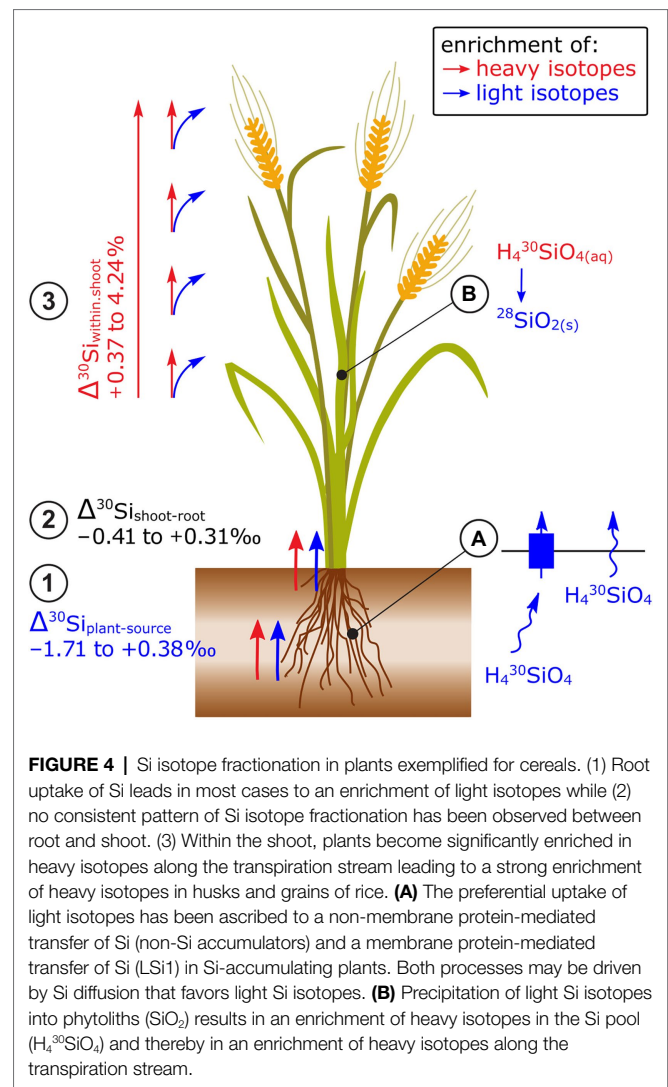 enrichment of:
→ heavy isotopes
→ light isotopes
3
Δ³⁰Si_within.shoot
+0.37 to 4.24%
B
H₄³⁰SiO₄(aq)
²⁸SiO₂(s)
2
Δ³⁰Si_shoot-root
−0.41 to +0.31‰
A
1
Δ³⁰Si_plant-source
−1.71 to +0.38‰
H₄³⁰SiO₄
H₄³⁰SiO₄
FIGURE 4 | Si isotope fractionation in plants exemplified for cereals. (1) Root
uptake of Si leads in most cases to an enrichment of light isotopes while (2)
no consistent pattern of Si isotope fractionation has been observed between
root and shoot. (3) Within the shoot, plants become significantly enriched in
heavy isotopes along the transpiration stream leading to a strong enrichment
of heavy isotopes in husks and grains of rice. (A) The preferential uptake of
light isotopes has been ascribed to a non-membrane protein-mediated
transfer of Si (non-Si accumulators) and a membrane protein-mediated
transfer of Si (LSi1) in Si-accumulating plants. Both processes may be driven
by Si diffusion that favors light Si isotopes. (B) Precipitation of light Si isotopes
into phytoliths (SiO₂) results in an enrichment of heavy isotopes in the Si pool
(H₄³⁰SiO₄) and thereby in an enrichment of heavy isotopes along the
transpiration stream.